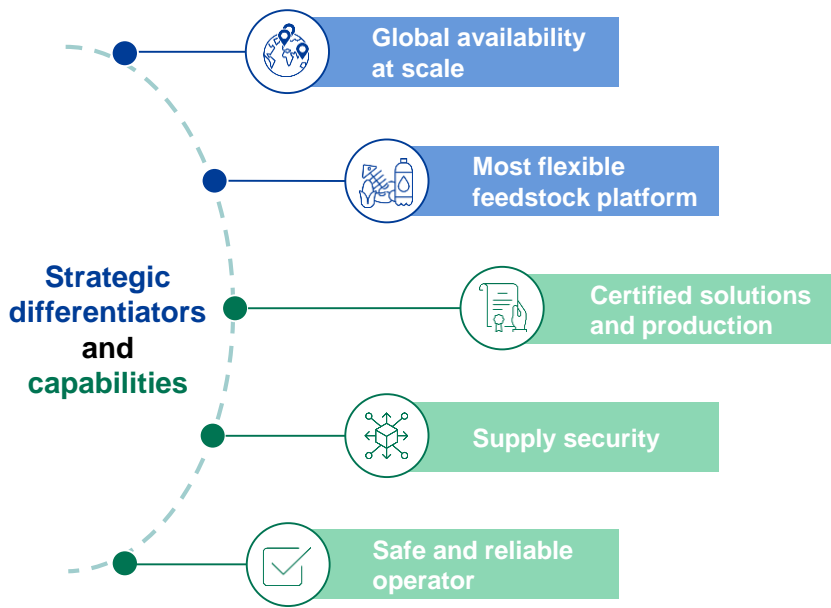 Global availability
at scale
Most flexible
feedstock platform
Strategic
differentiators
and
capabilities
Certified solutions
and production
Supply security
Safe and reliable
operator